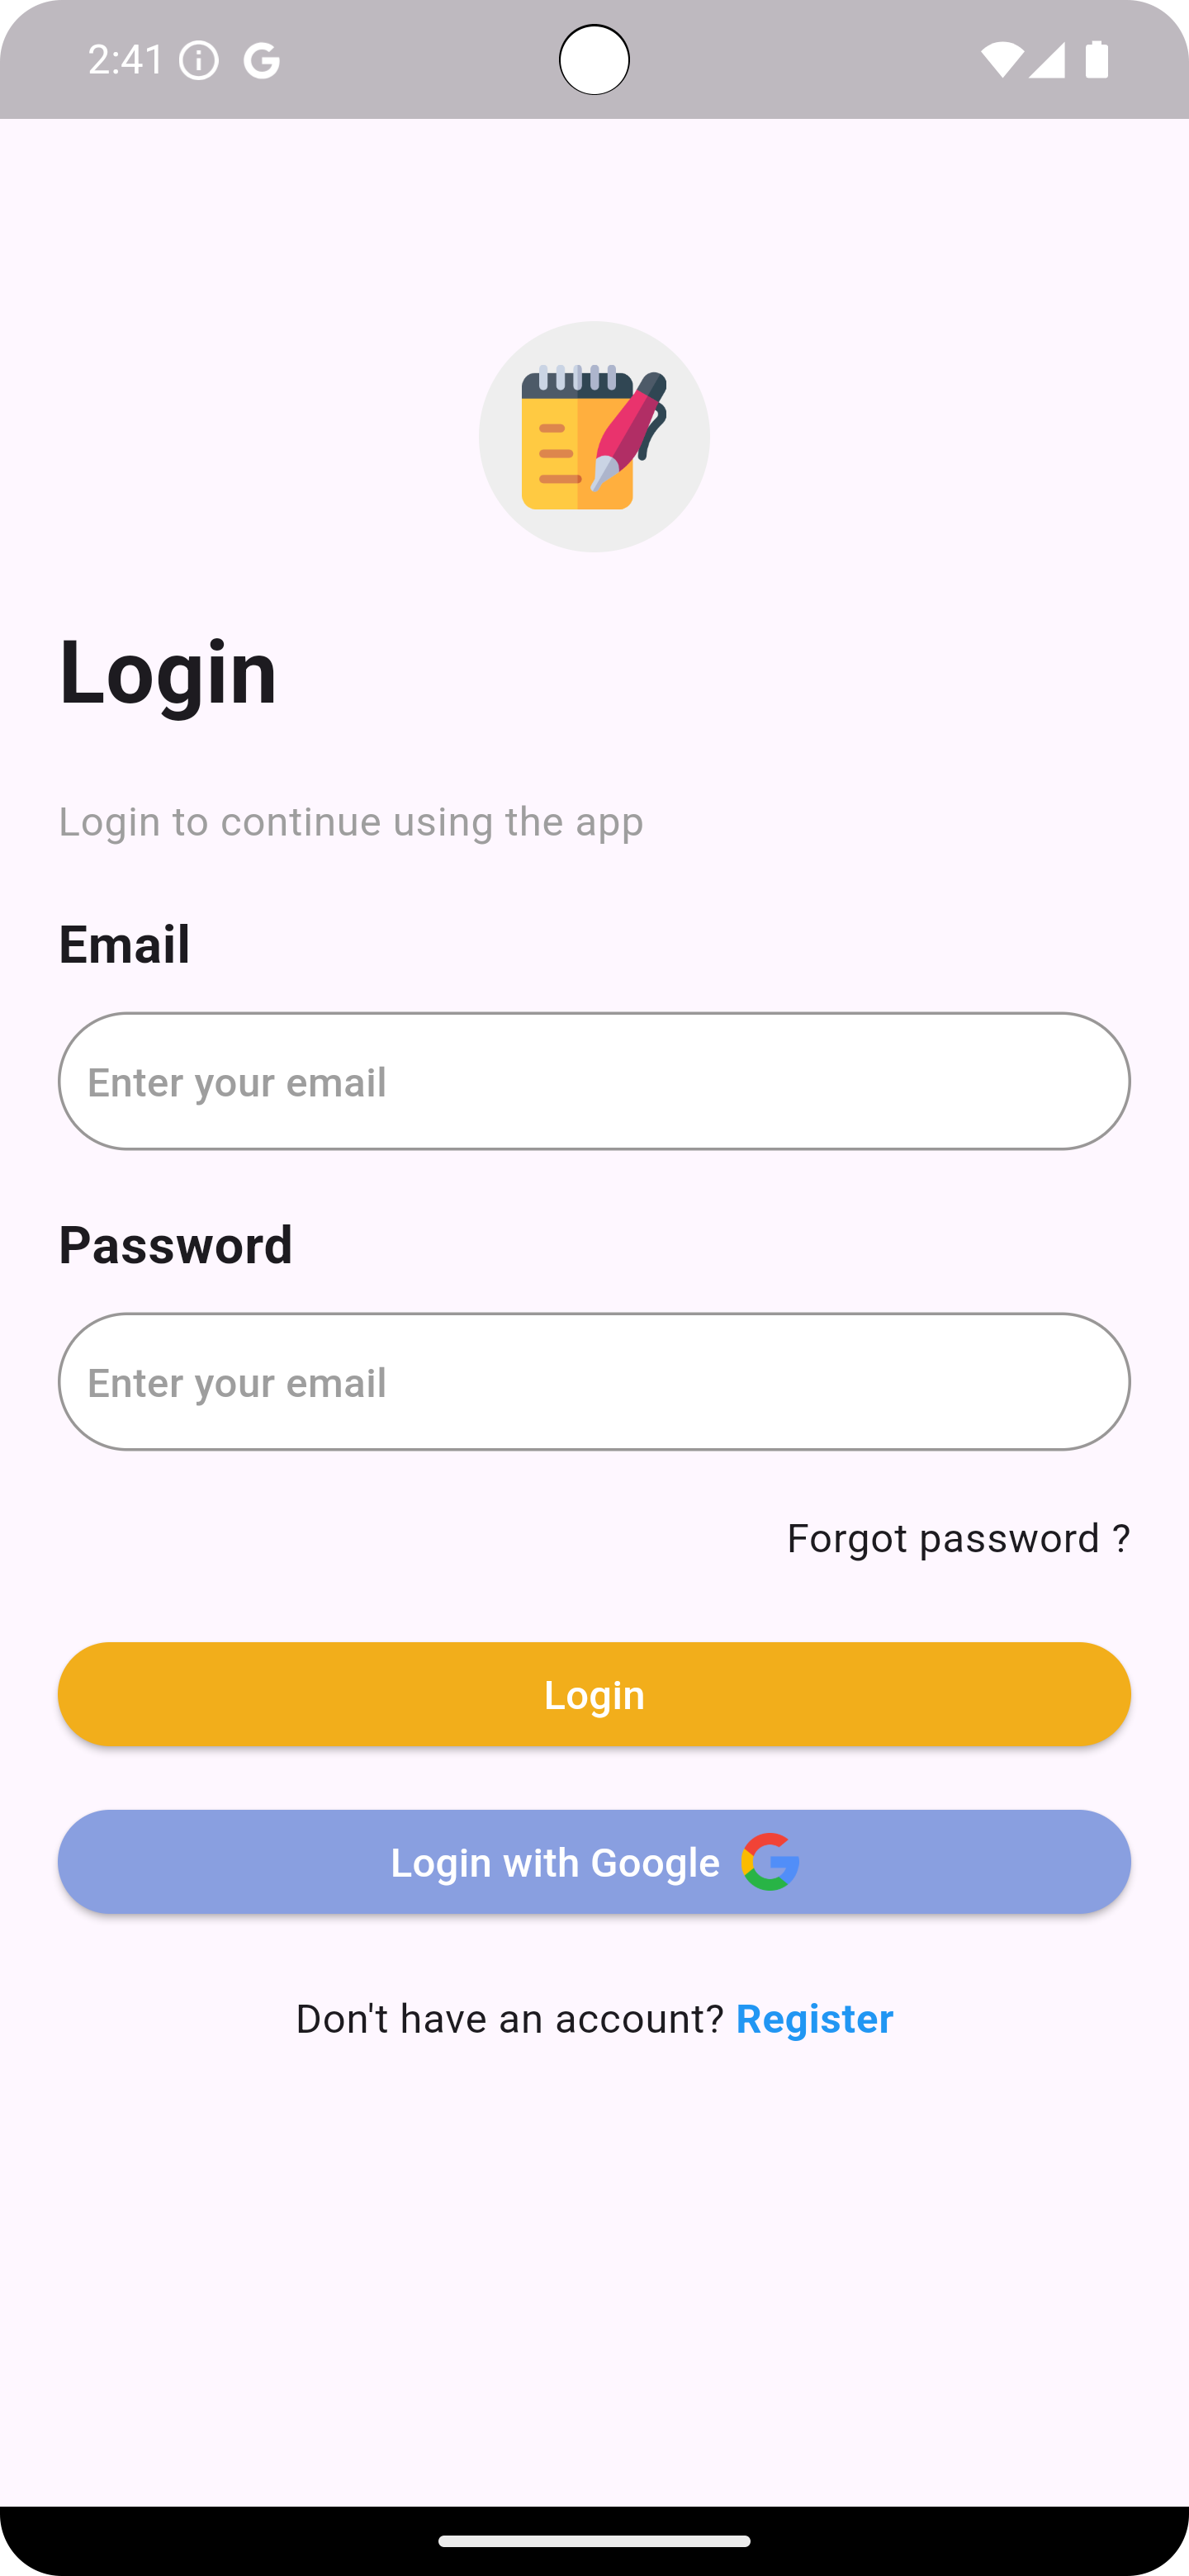 2:41
Login
Login to continue using the app
Email
Enter your email
Password
Enter your email
Forgot password ?
Login
Login with Google
Don't have an account? Register